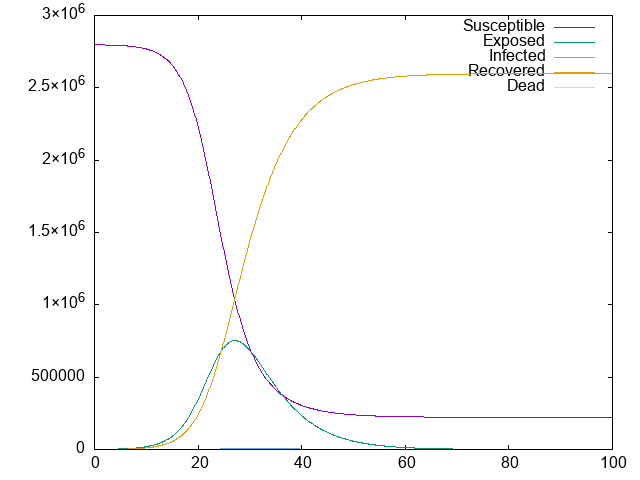 3×10⁶
2.5×10⁶
2×10⁶
1.5×10⁶
1×10⁶
500000
0
0 20 40 60 80 100
Susceptible
Exposed
Infected
Recovered
Dead